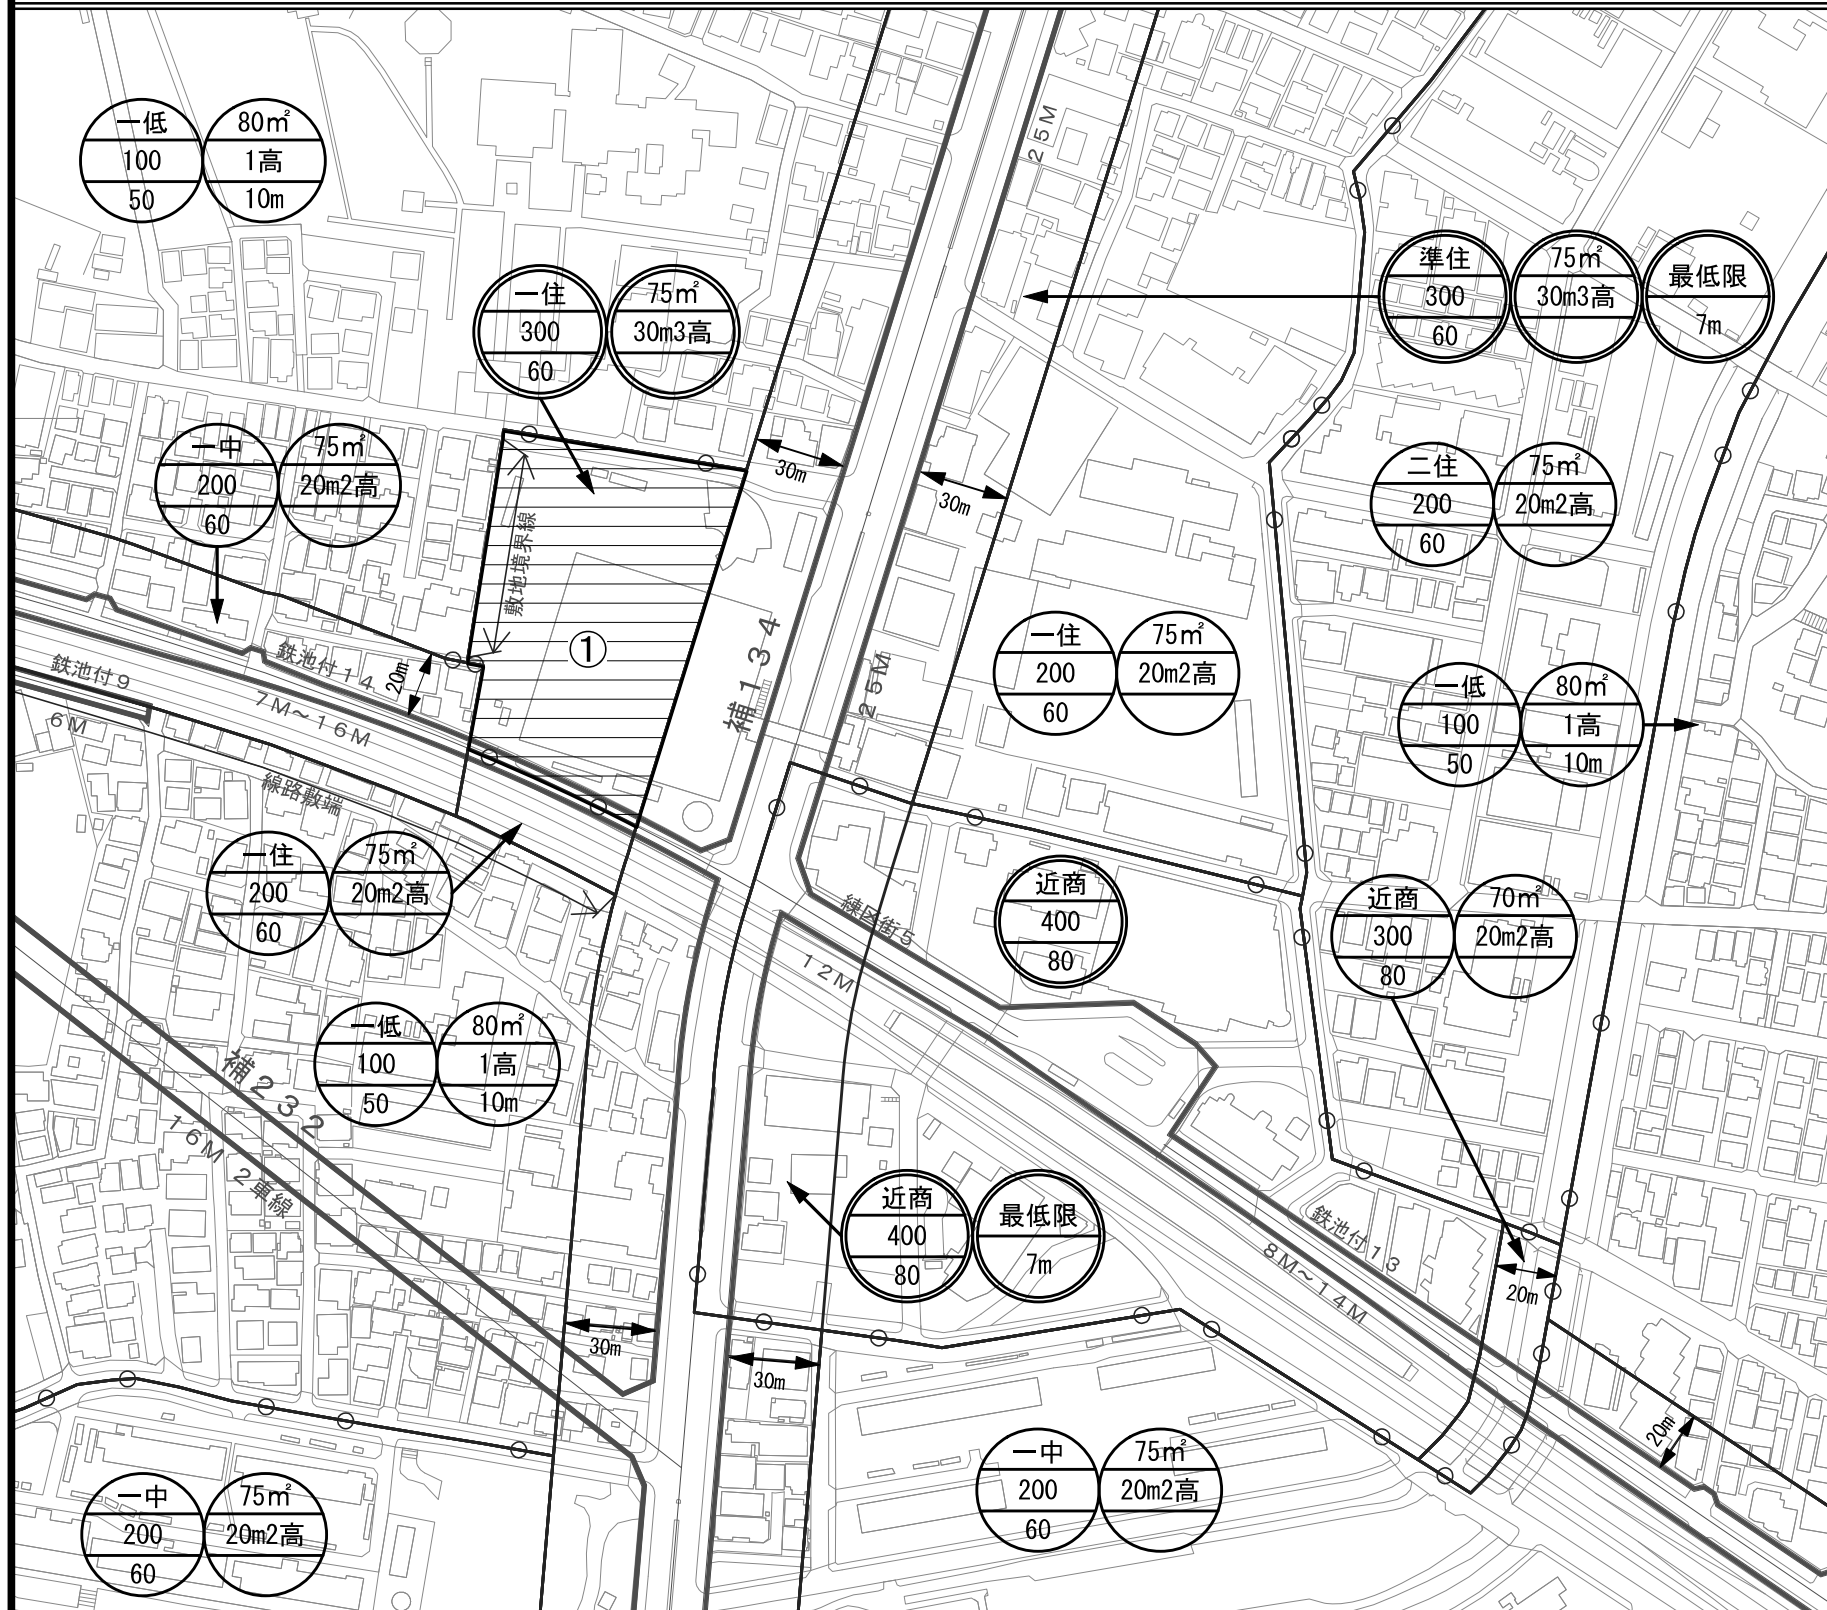 一低
100
50
80㎡
1高
10m
一住
300
60
75㎡
30m3高
準住
300
60
75㎡
30m3高
最低限
7m
25M
一中
200
60
75㎡
20m2高
30m
30m
二住
200
60
75㎡
20m2高
敷地境界線
①
補134
25M
一住
200
60
75㎡
20m2高
一低
100
50
80㎡
1高
10m
鉄池付9
鉄池付14
20m
7M～16M
6M
線路敷端
一住
200
60
75㎡
20m2高
近商
400
80
近商
300
80
70㎡
20m2高
練区街5
12M
一低
100
50
80㎡
1高
10m
補232
16M 2車線
近商
400
80
最低限
7m
鉄池付13
8M～14M
20m
30m
30m
20m
一中
200
60
75㎡
20m2高
一中
200
60
75㎡
20m2高